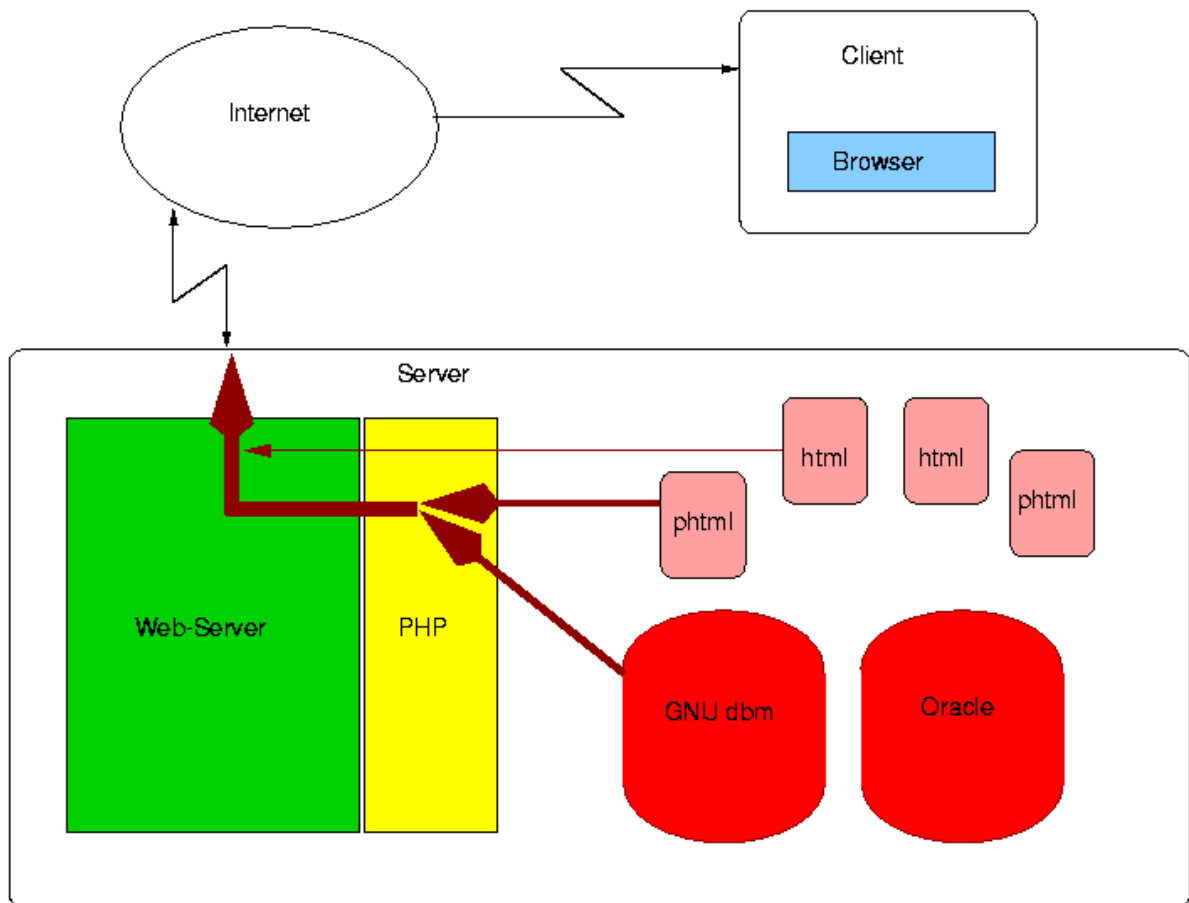 Client
Internet
Browser
Server
html
html
phtml
phtml
Web-Server
PHP
GNU dbm
Oracle